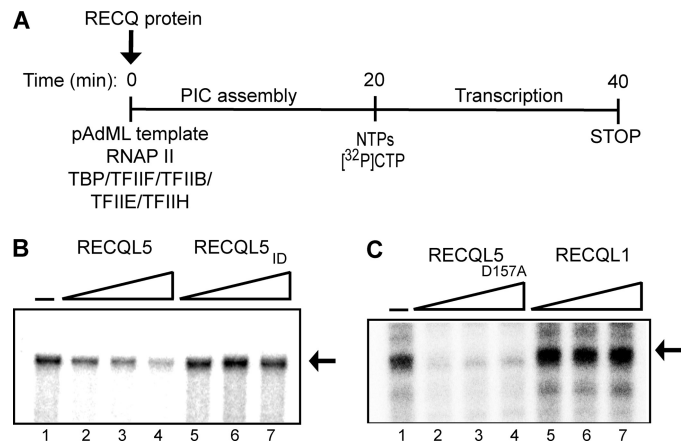 A
RECQ protein
Time (min): 0 20 40
PIC assembly Transcription
pAdML template NTPs STOP
RNAP II [32P]CTP
TBP/TFIIF/TFIIB/
TFIIE/TFIIH
B RECQL5 RECQL5ID
C RECQL5D157A RECQL1
1 2 3 4 5 6 7
1 2 3 4 5 6 7